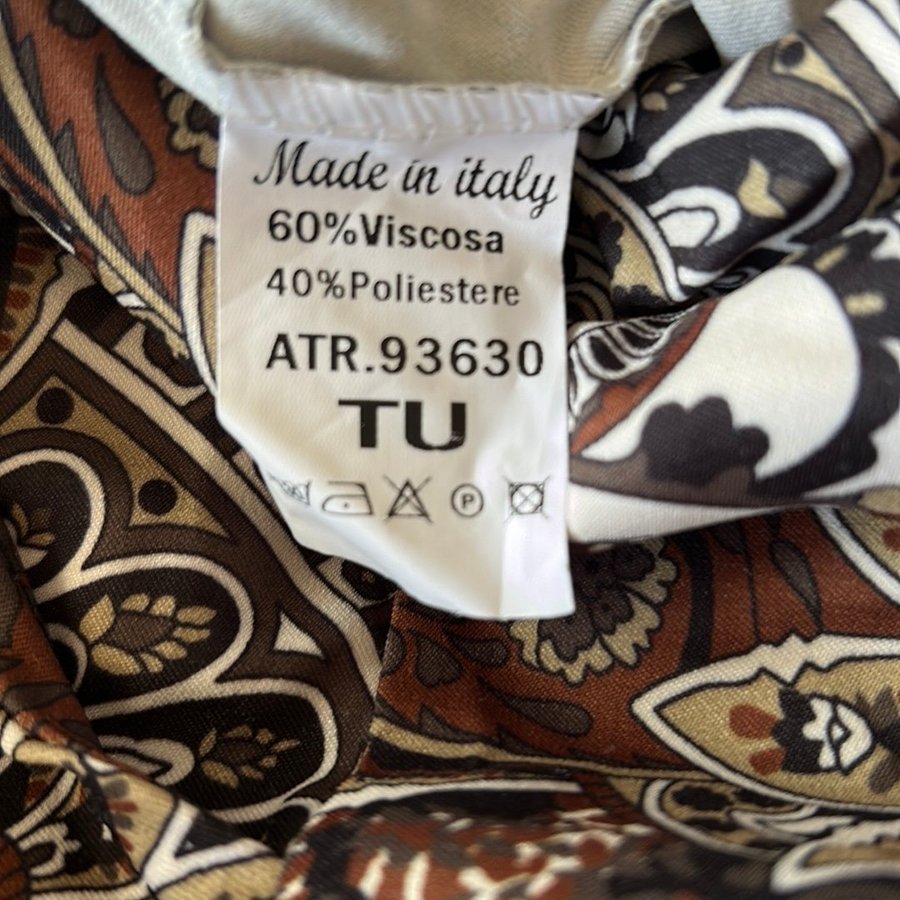 Made in italy
60%Viscosa
40%Poliestere
ATR.93630
TU
P